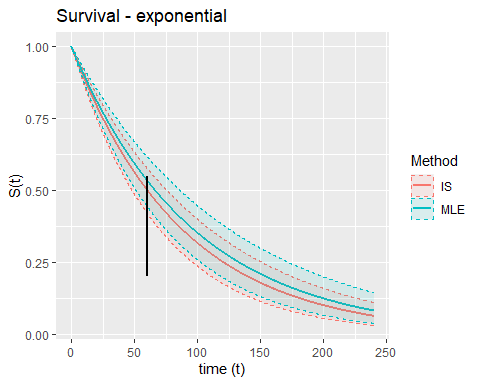 Survival - exponential
1.00
0.75
0.50
0.25
0.00
S(t)
0 50 100 150 200 250
time (t)
Method
IS
MLE